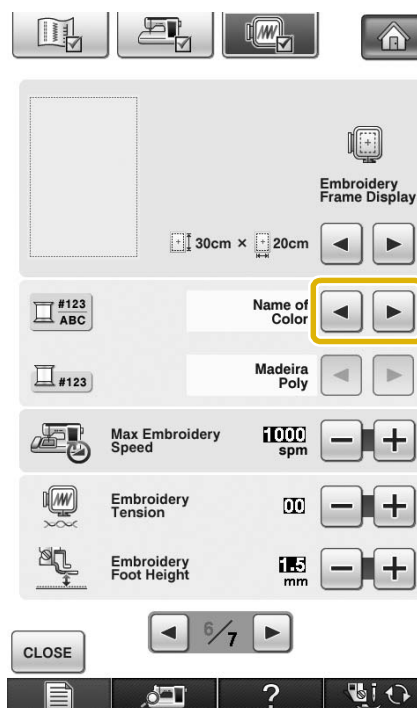 Embroidery
Frame Display
30cm × 20cm
#123
ABC
Name of
Color
#123
Madeira
Poly
Max Embroidery
Speed
1000
spm
Embroidery
Tension
00
Embroidery
Foot Height
1.5
mm
6/7
CLOSE
?